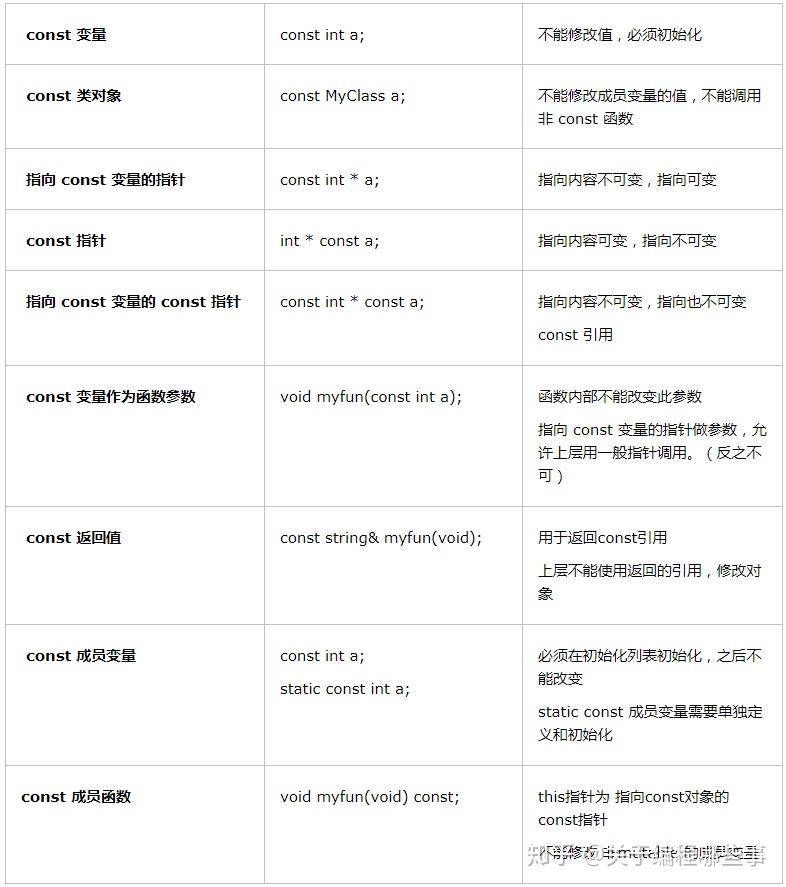 const 变量
const int a;
不能修改值，必须初始化
const 类对象
const MyClass a;
不能修改成员变量的值，不能调用
非 const 函数
指向 const 变量的指针
const int * a;
指向内容不可变，指向可变
const 指针
int * const a;
指向内容可变，指向不可变
指向 const 变量的 const 指针
const int * const a;
指向内容不可变，指向也不可变
const 引用
const 变量作为函数参数
void myfun(const int a);
函数内部不能改变此参数
指向 const 变量的指针做参数，允
许上层用一般指针调用。（反之不
可）
const 返回值
const string& myfun(void);
用于返回const引用
上层不能使用返回的引用，修改对
象
const 成员变量
const int a;
static const int a;
必须在初始化列表初始化，之后不
能改变
static const 成员变量需要单独定
义和初始化
const 成员函数
void myfun(void) const;
this指针为 指向const对象的
const指针
不能修改 非mutable 的成员变量
知乎 @关于编程哪些事